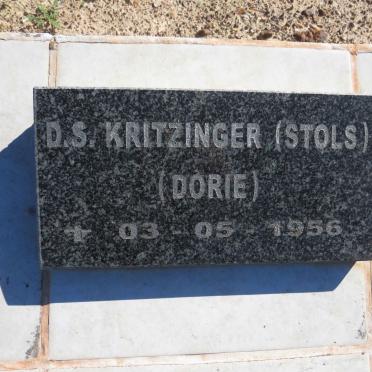 D.S. KRITZINGER (STOLS)
(DORIE)
✝ 03 - 05 - 1956